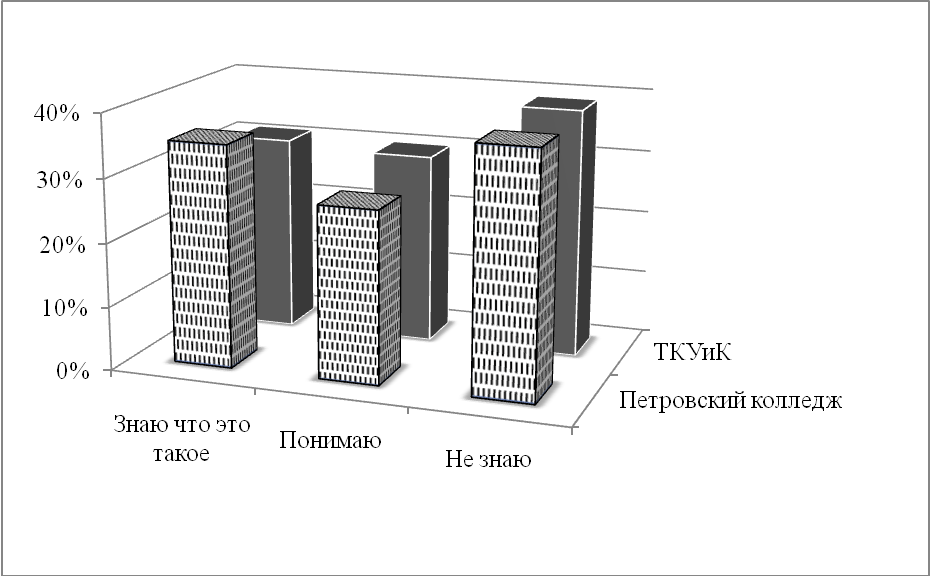 40%
30%
20%
10%
0%
Знаю что это
такое
Понимаю
Не знаю
ТКУиК
Петровский колледж